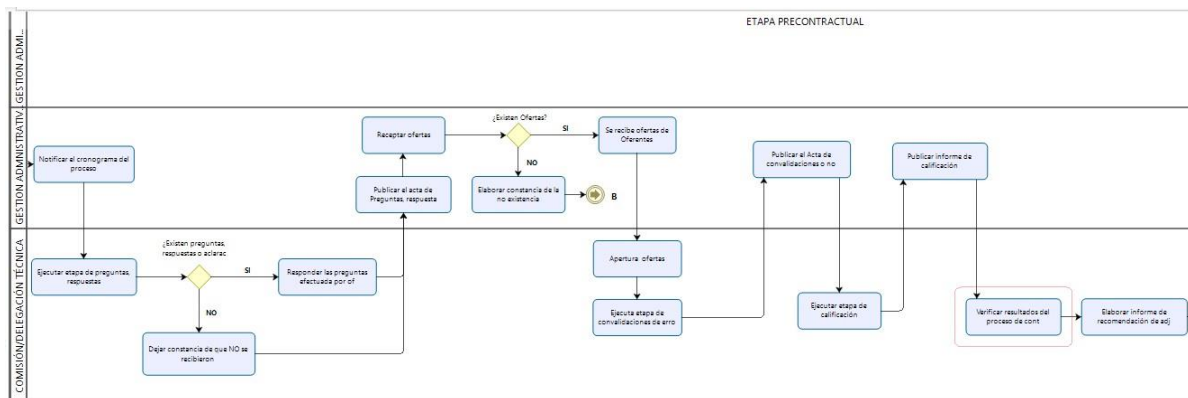 ETAPA PRECONTRACTUAL
GESTION ADMI...
GESTION ADMINISTRATIV...
COMISIÓN/DELEGACIÓN TÉCNICA
Notificar el cronograma del
proceso
Ejecutar etapa de preguntas,
respuestas
¿Existen preguntas,
respuestas o aclarac
SI
NO
Responder las preguntas
efectuada por of
Dejar constancia de que NO se
recibieron
Publicar el acta de
Preguntas, respuesta
Receptar ofertas
¿Existen Ofertas?
SI
NO
Elaborar constancia de la
no existencia
B
Se recibe ofertas de
Oferentes
Apertura ofertas
Ejecuta etapa de
convalidaciones de erro
Publicar el Acta de
convalidaciones o no
Ejecutar etapa de
calificación
Publicar informe de
calificación
Verificar resultados del
proceso de cont
Elaborar informe de
recomendación de adj